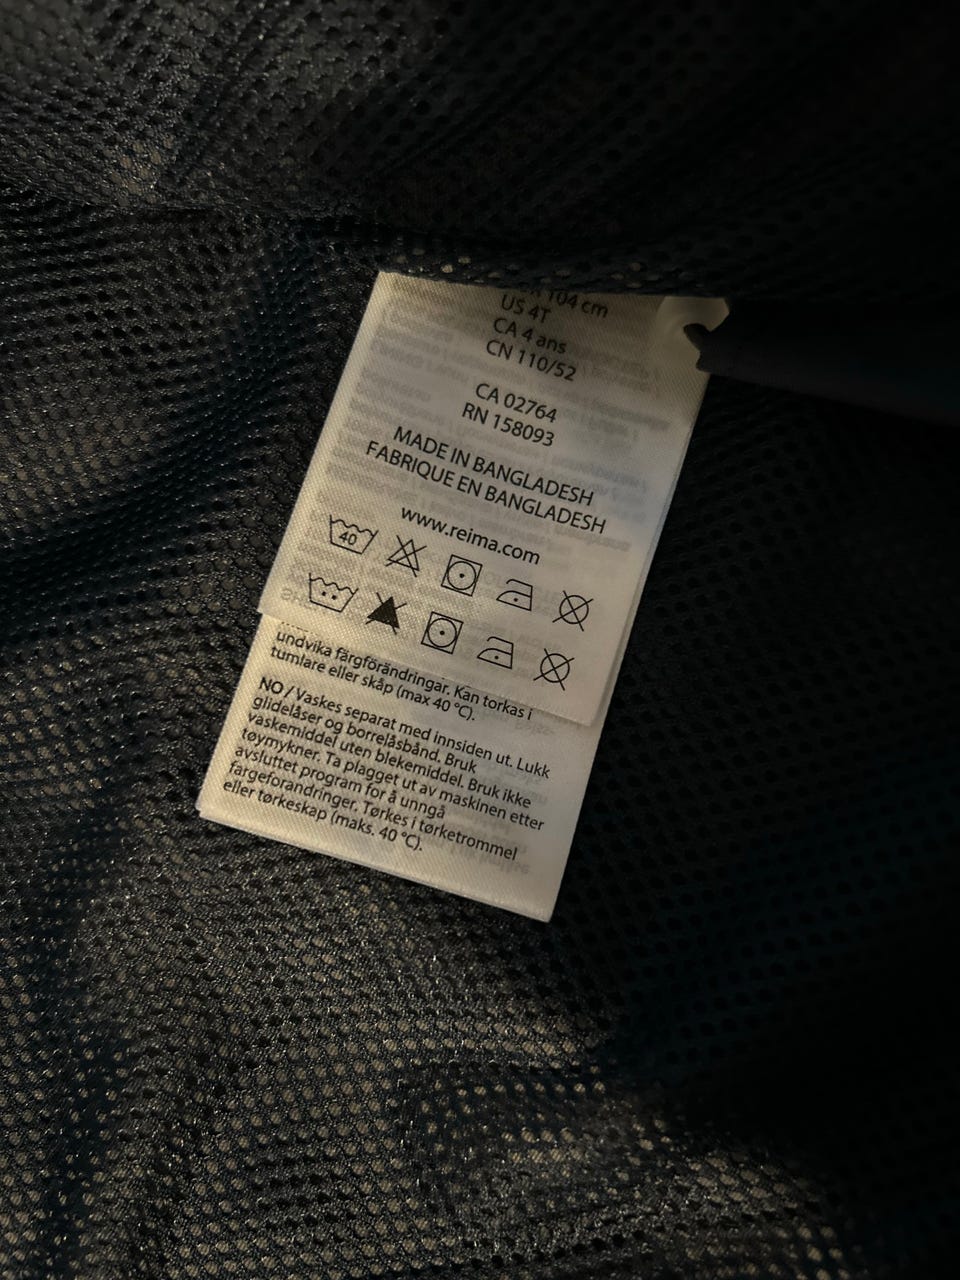 104 cm
US 4T
CA 4 ans
CN 110/52
CA 02764
RN 158093
MADE IN BANGLADESH
FABRIQUE EN BANGLADESH
www.reima.com
40
undvika färgförändringar. Kan torkas i
tumlare eller skåp (max 40 °C).
NO / Vaskes separat med innsiden ut. Lukk
glidelåser og borrelåsbånd. Bruk
vaskemiddel uten blekemiddel. Bruk ikke
tøymykner. Ta plagget ut av maskinen etter
avsluttet program for å unngå
fargeforandringer. Tørkes i tørketrommel
eller tørkeskap (maks. 40 °C).